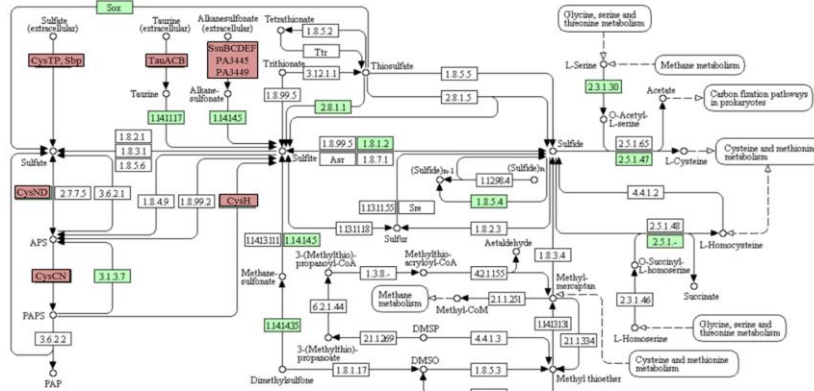 Sox
Sulfate
(extracellular)
Taurine
(extracellular)
Alkanesulfonate
(extracellular)
CysTP, Sbp
TauACB
SsuBCDEF
PA3445
PA3449
Taurine
Alkane-
sulfonate
1.14.11.17
1.14.14.5
Tetrathionate
1.8.5.2
Ttr
Trithionate
3.12.1.1
Thiosulfate
1.8.5.5
1.8.99.5
2.8.1.1
2.8.1.5
Glycine, serine and
threonine metabolism
L-Serine
Methane metabolism
2.3.1.30
Acetate
Carbon fixation pathways
in prokaryotes
O-Acetyl-
L-serine
Sulfate
1.8.2.1
1.8.3.1
1.8.5.6
Sulfite
1.8.99.5
1.8.1.2
Asr
1.8.7.1
Sulfide
2.5.1.65
2.5.1.47
L-Cysteine
Cysteine and methionine
metabolism
CysND
2.7.7.5
3.6.2.1
1.8.4.9
1.8.99.2
CysH
(Sulfide)n-1
1.12.98.4
(Sulfide)n
1.8.5.4
4.4.1.2
1.13.11.55
Sre
1.13.11.18
Sulfur
1.8.2.3
APS
1.14.13.111
1.14.14.5
2.5.1.48
2.5.1.-
L-Homocysteine
Methane-
sulfonate
3-(Methylthio)-
propanoyl-CoA
1.3.8.-
Methylthio-
acryloyl-CoA
Aetaldehyde
4.2.1.155
1.8.3.4
Methyl-
mercaptan
O-Succinyl-
L-homoserine
Succinate
CysCN
3.1.3.7
Methane
metabolism
Methyl-CoM
2.1.1.251
6.2.1.44
2.3.1.46
PAPS
1.14.14.35
1.14.13.131
2.1.1.334
L-Homoserine
Glycine, serine and
threonine metabolism
3.6.2.2
3-(Methylthio)-
propanoate
2.1.1.269
DMSP
4.4.1.3
Cysteine and methionine
metabolism
PAP
Dimethylsulfone
1.8.1.17
DMSO
1.8.5.3
Methyl thioether